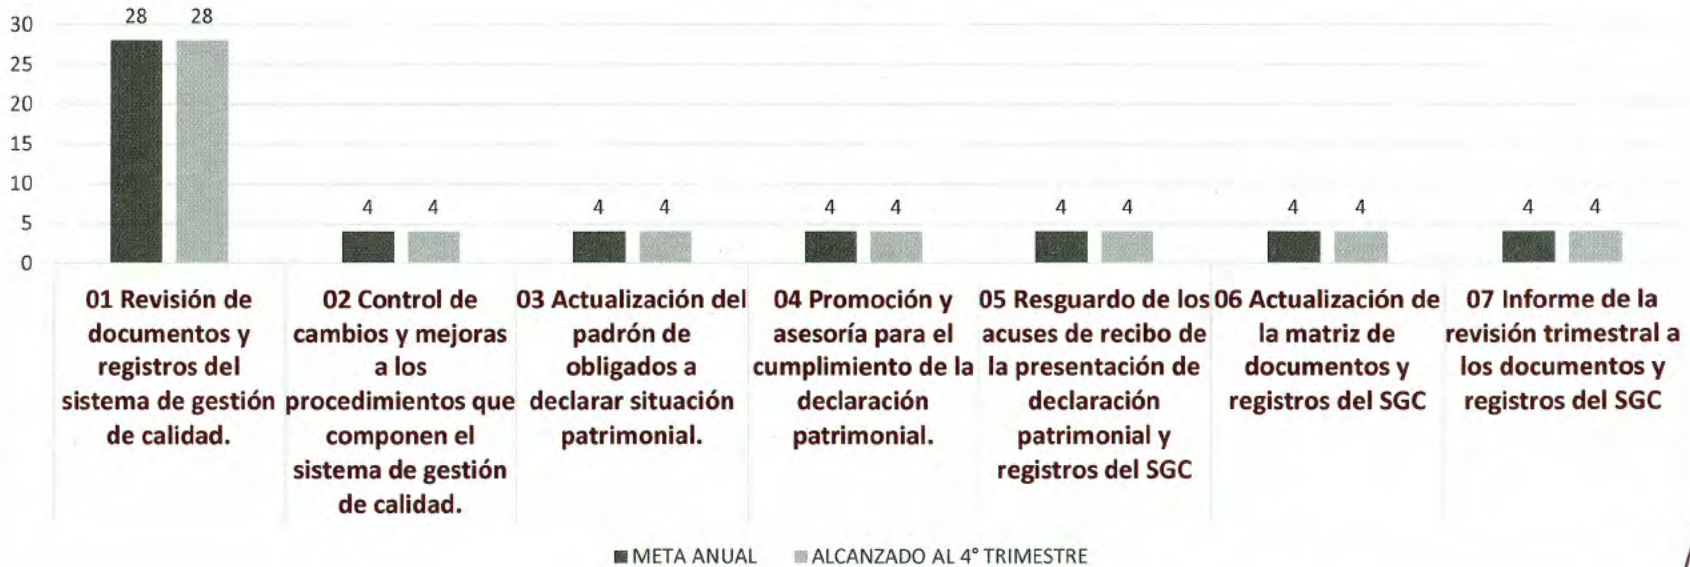 30
25
20
15
10
5
0
28 28
4 4
4 4
4 4
4 4
4 4
4 4
01 Revisión de
documentos y
registros del
sistema de gestión
de calidad.
02 Control de
cambios y mejoras
a los
procedimientos que
componen el
sistema de gestión
de calidad.
03 Actualización del
padrón de
obligados a
declarar situación
patrimonial.
04 Promoción y
asesoría para el
cumplimiento de la
declaración
patrimonial.
05 Resguardo de los
acuses de recibo de
la presentación de
declaración
patrimonial y
registros del SGC
06 Actualización de
la matriz de
documentos y
registros del SGC
07 Informe de la
revisión trimestral a
los documentos y
registros del SGC
META ANUAL ALCANZADO AL 4° TRIMESTRE